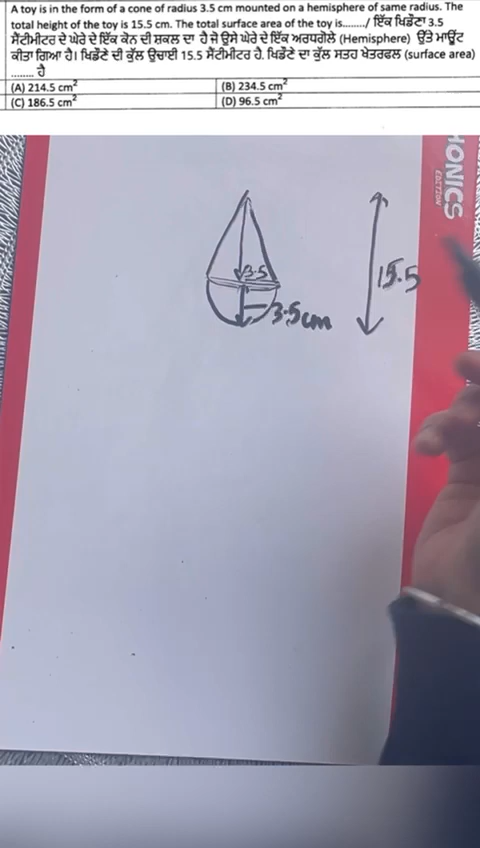 A toy is in the form of a cone of radius 3.5 cm mounted on a hemisphere of same radius. The
total height of the toy is 15.5 cm. The total surface area of the toy is......../ ਇੱਕ ਖਿਡੌਣਾ 3.5
ਸੈਂਟੀਮੀਟਰ ਦੇ ਘੇਰੇ ਦੇ ਇੱਕ ਕੋਨ ਦੀ ਸ਼ਕਲ ਦਾ ਹੈ ਜੋ ਉਸੇ ਘੇਰੇ ਦੇ ਇੱਕ ਅਰਧਗੋਲੇ (Hemisphere) ਉੱਤੇ ਮਾਊਂਟ
ਕੀਤਾ ਗਿਆ ਹੈ। ਖਿਡੌਣੇ ਦੀ ਕੁੱਲ ਉਚਾਈ 15.5 ਸੈਂਟੀਮੀਟਰ ਹੈ. ਖਿਡੌਣੇ ਦਾ ਕੁੱਲ ਸਤਹ ਖੇਤਰਫਲ (surface area)
........ ਹੈ
(A) 214.5 cm² (B) 234.5 cm²
(C) 186.5 cm² (D) 96.5 cm²
HONICS
EDITION
3.5
15.5
3.5cm